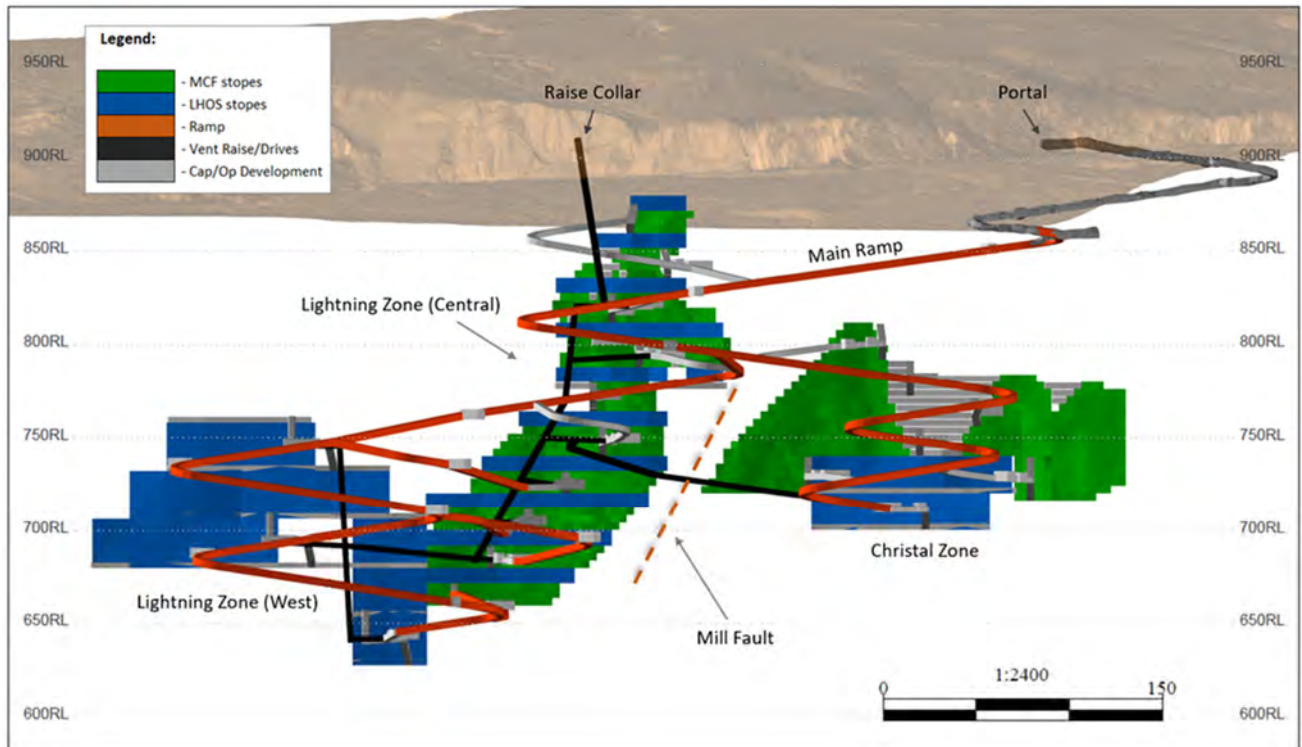 Legend:
- MCF stopes
- LHOS stopes
- Ramp
- Vent Raise/Drives
- Cap/Op Development
950RL
950RL
Raise Collar
Portal
900RL
900RL
850RL
850RL
Main Ramp
Lightning Zone (Central)
800RL
800RL
750RL
750RL
700RL
700RL
Christal Zone
Lightning Zone (West)
650RL
650RL
Mill Fault
1:2400
0
150
600RL
600RL